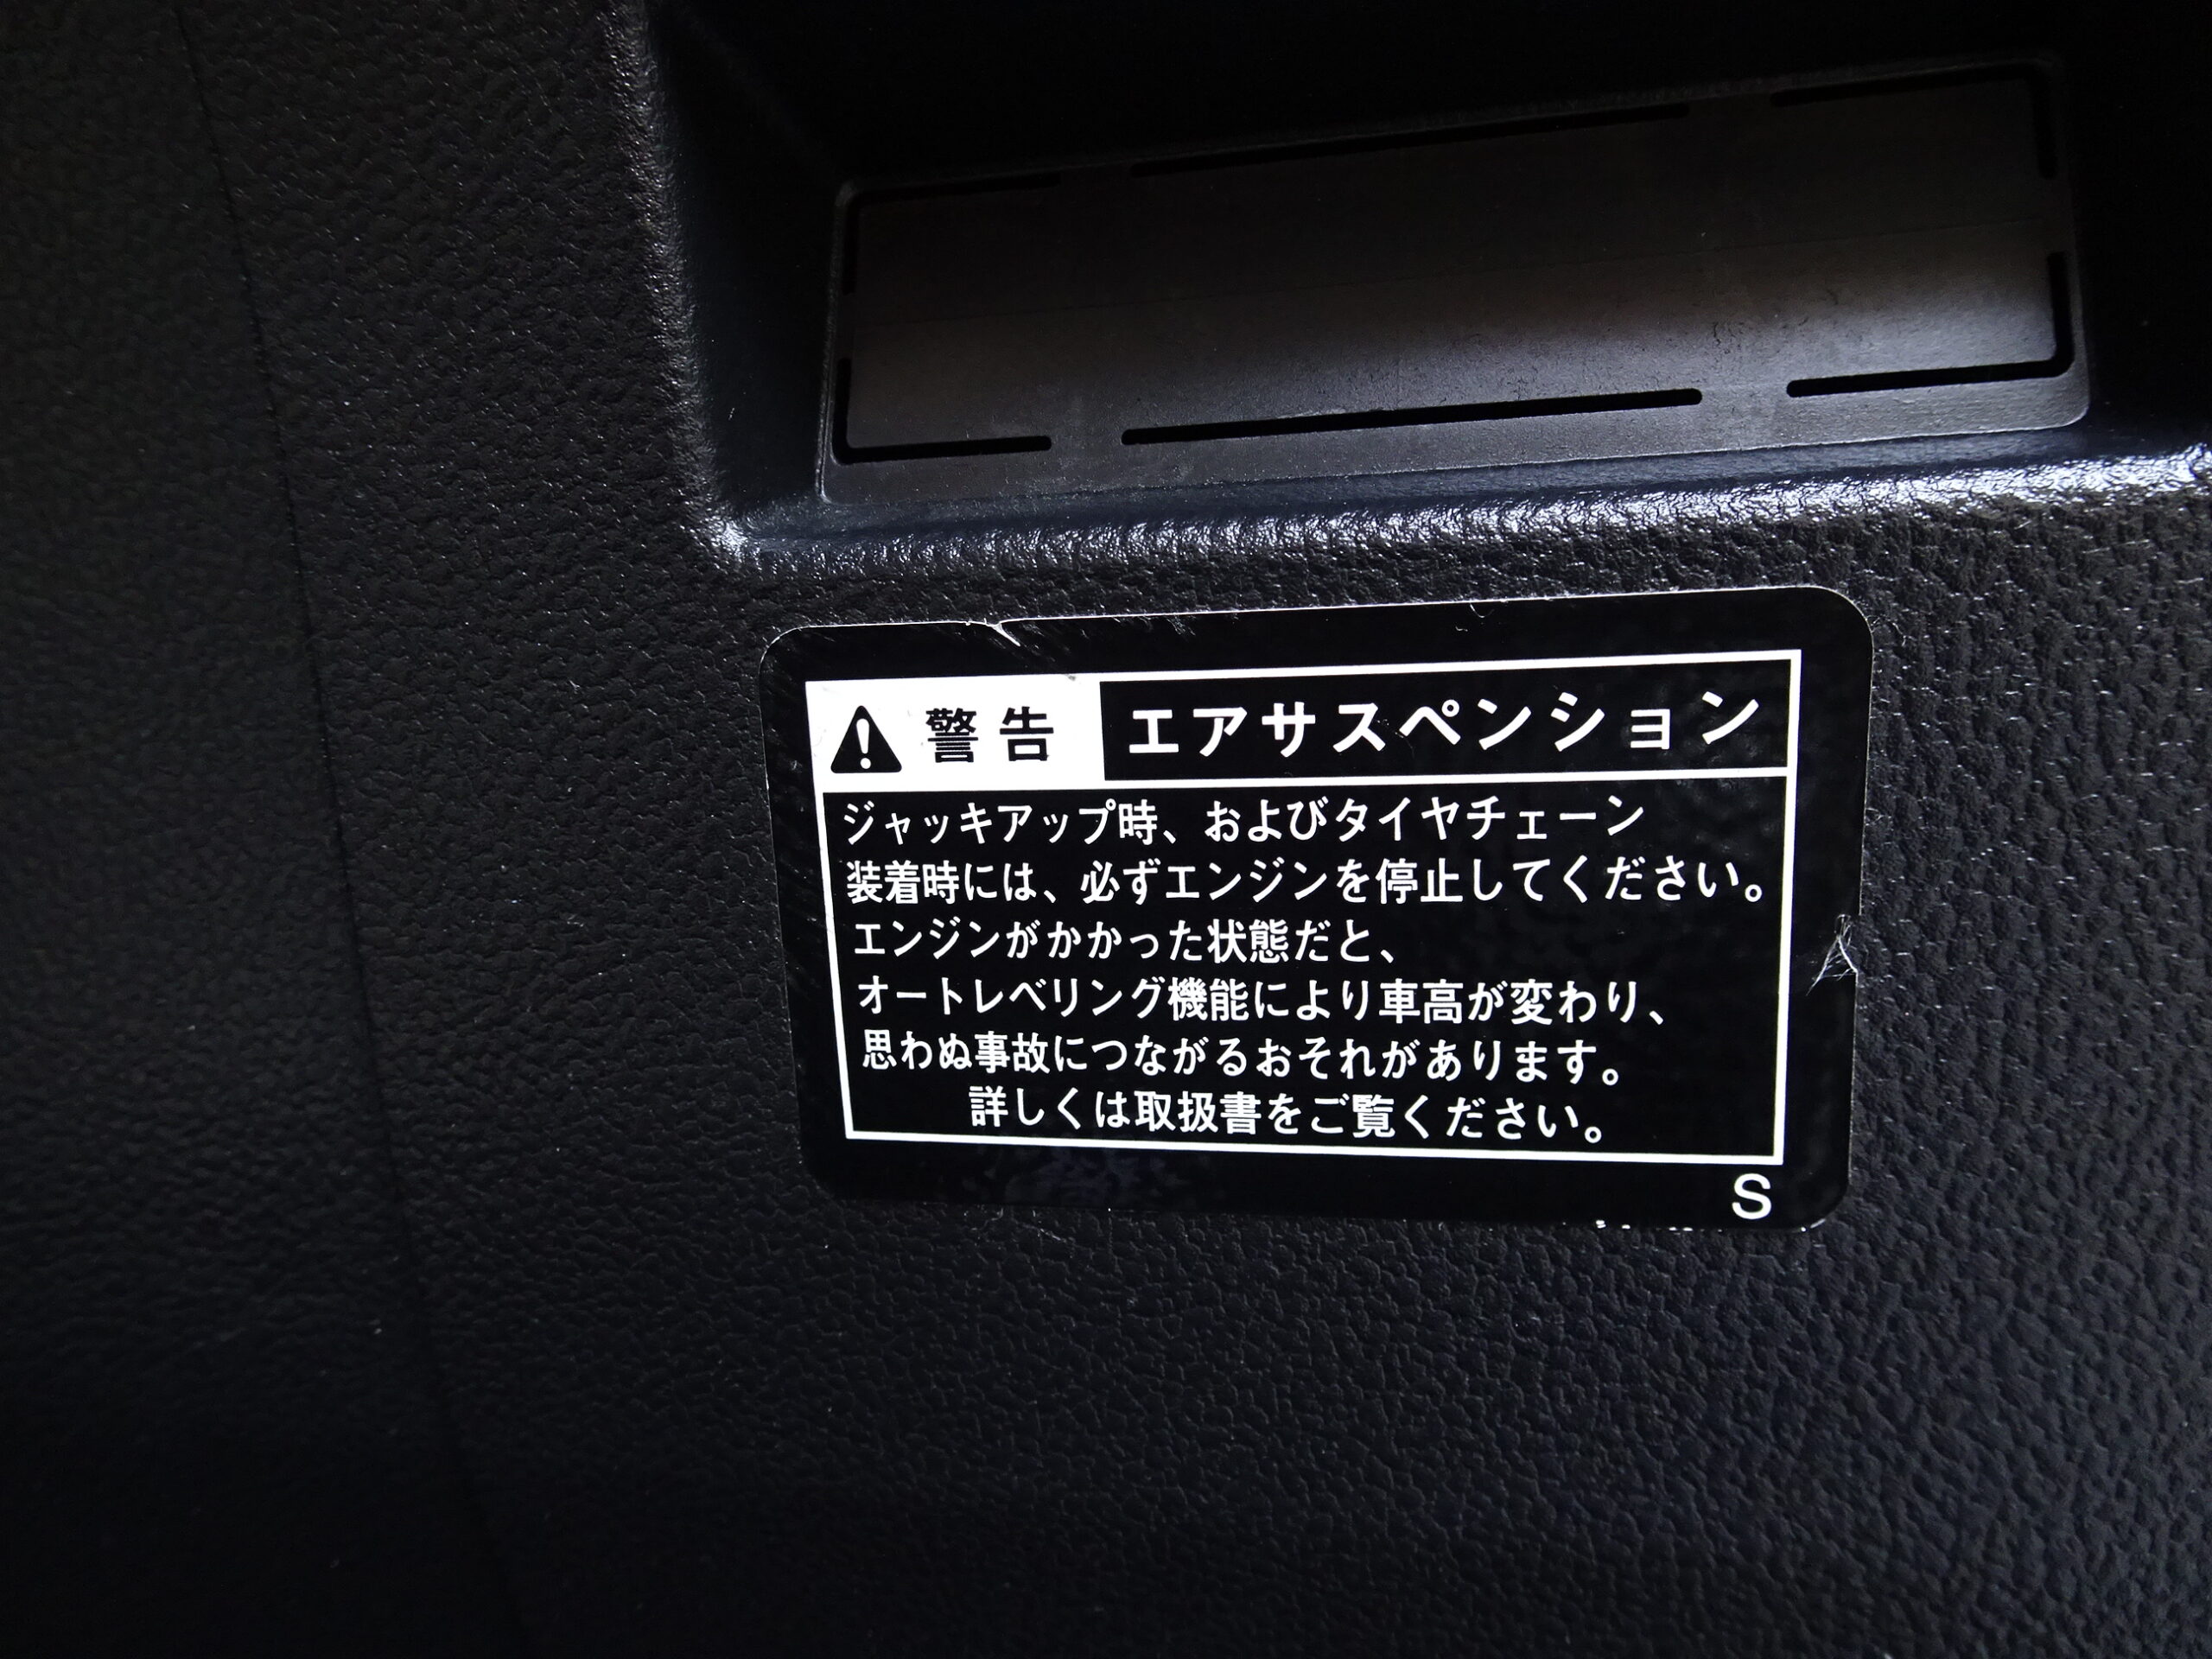 警告 エアサスペンション
ジャッキアップ時、およびタイヤチェーン
装着時には、必ずエンジンを停止してください。
エンジンがかかった状態だと、
オートレベリング機能により車高が変わり、
思わぬ事故につながるおそれがあります。
詳しくは取扱書をご覧ください。
S